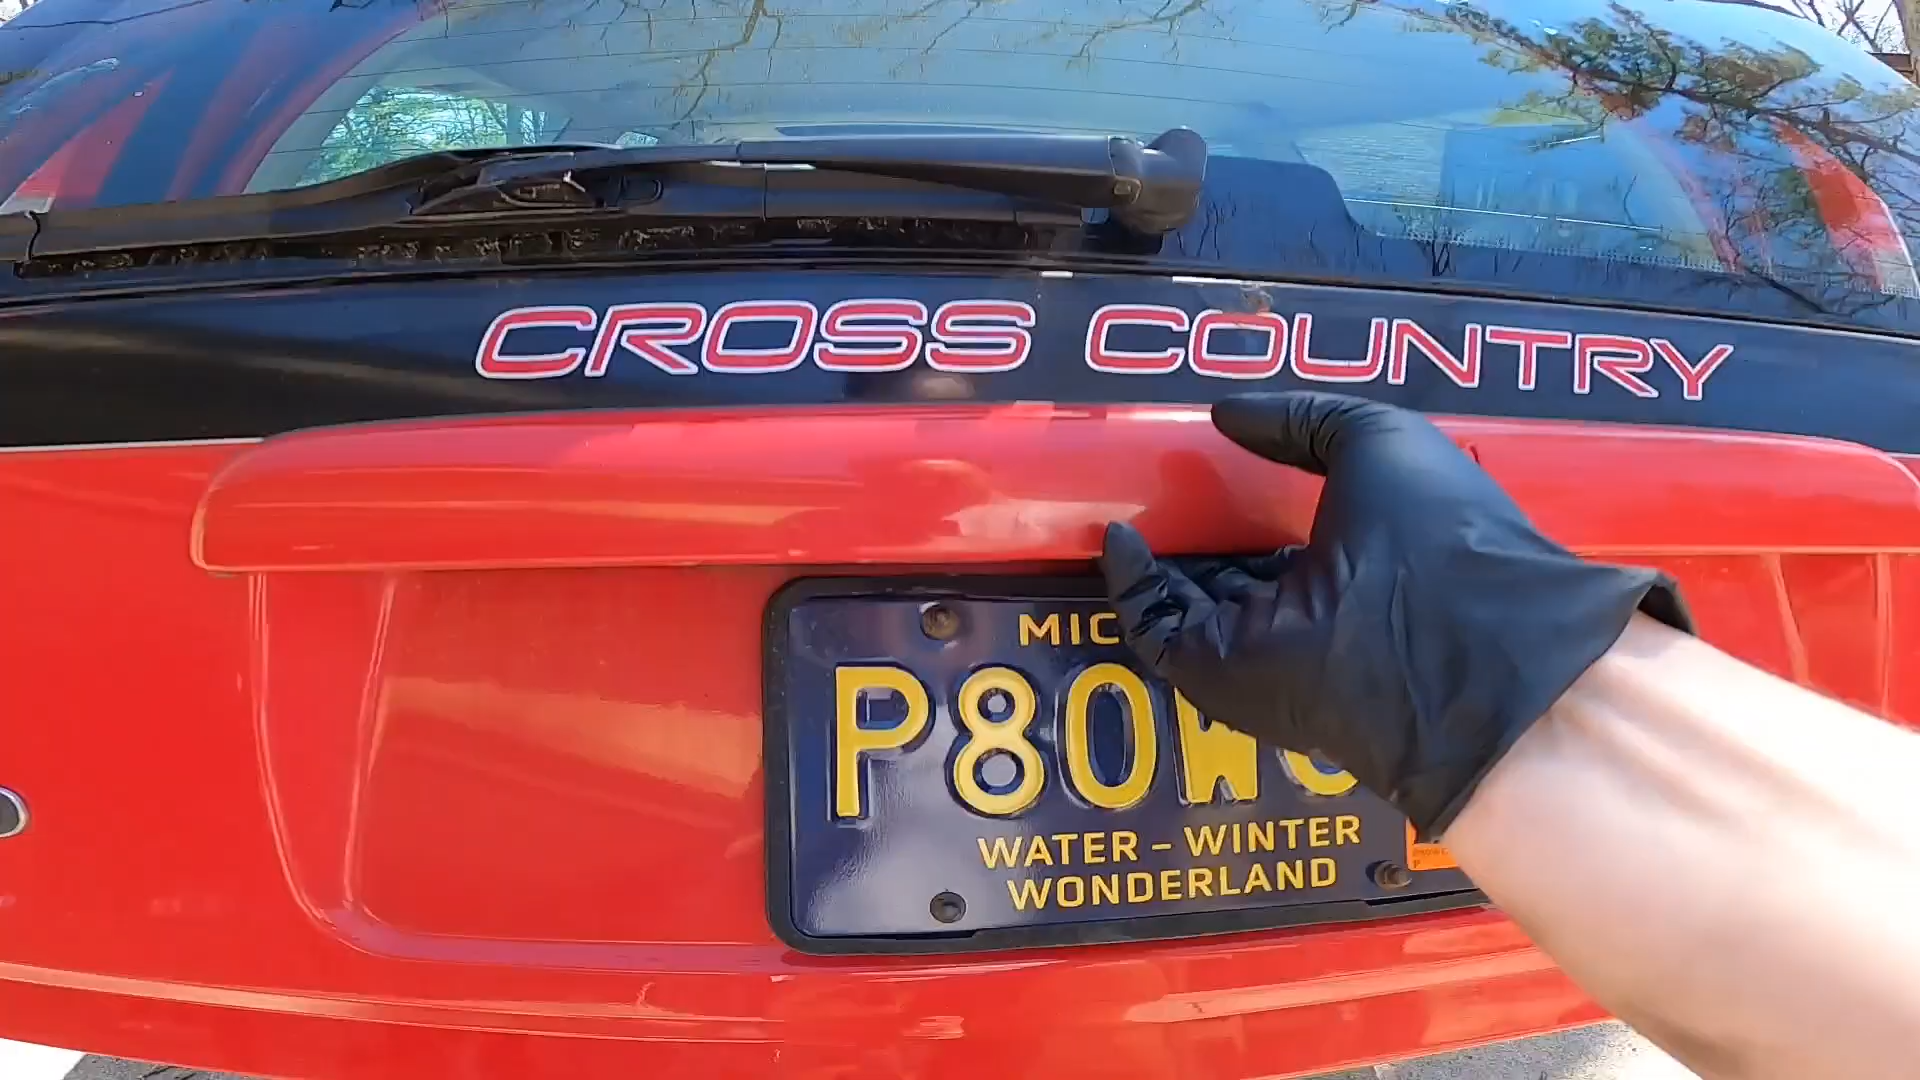 CROSS COUNTRY
MIC
P80W
WATER – WINTER
WONDERLAND